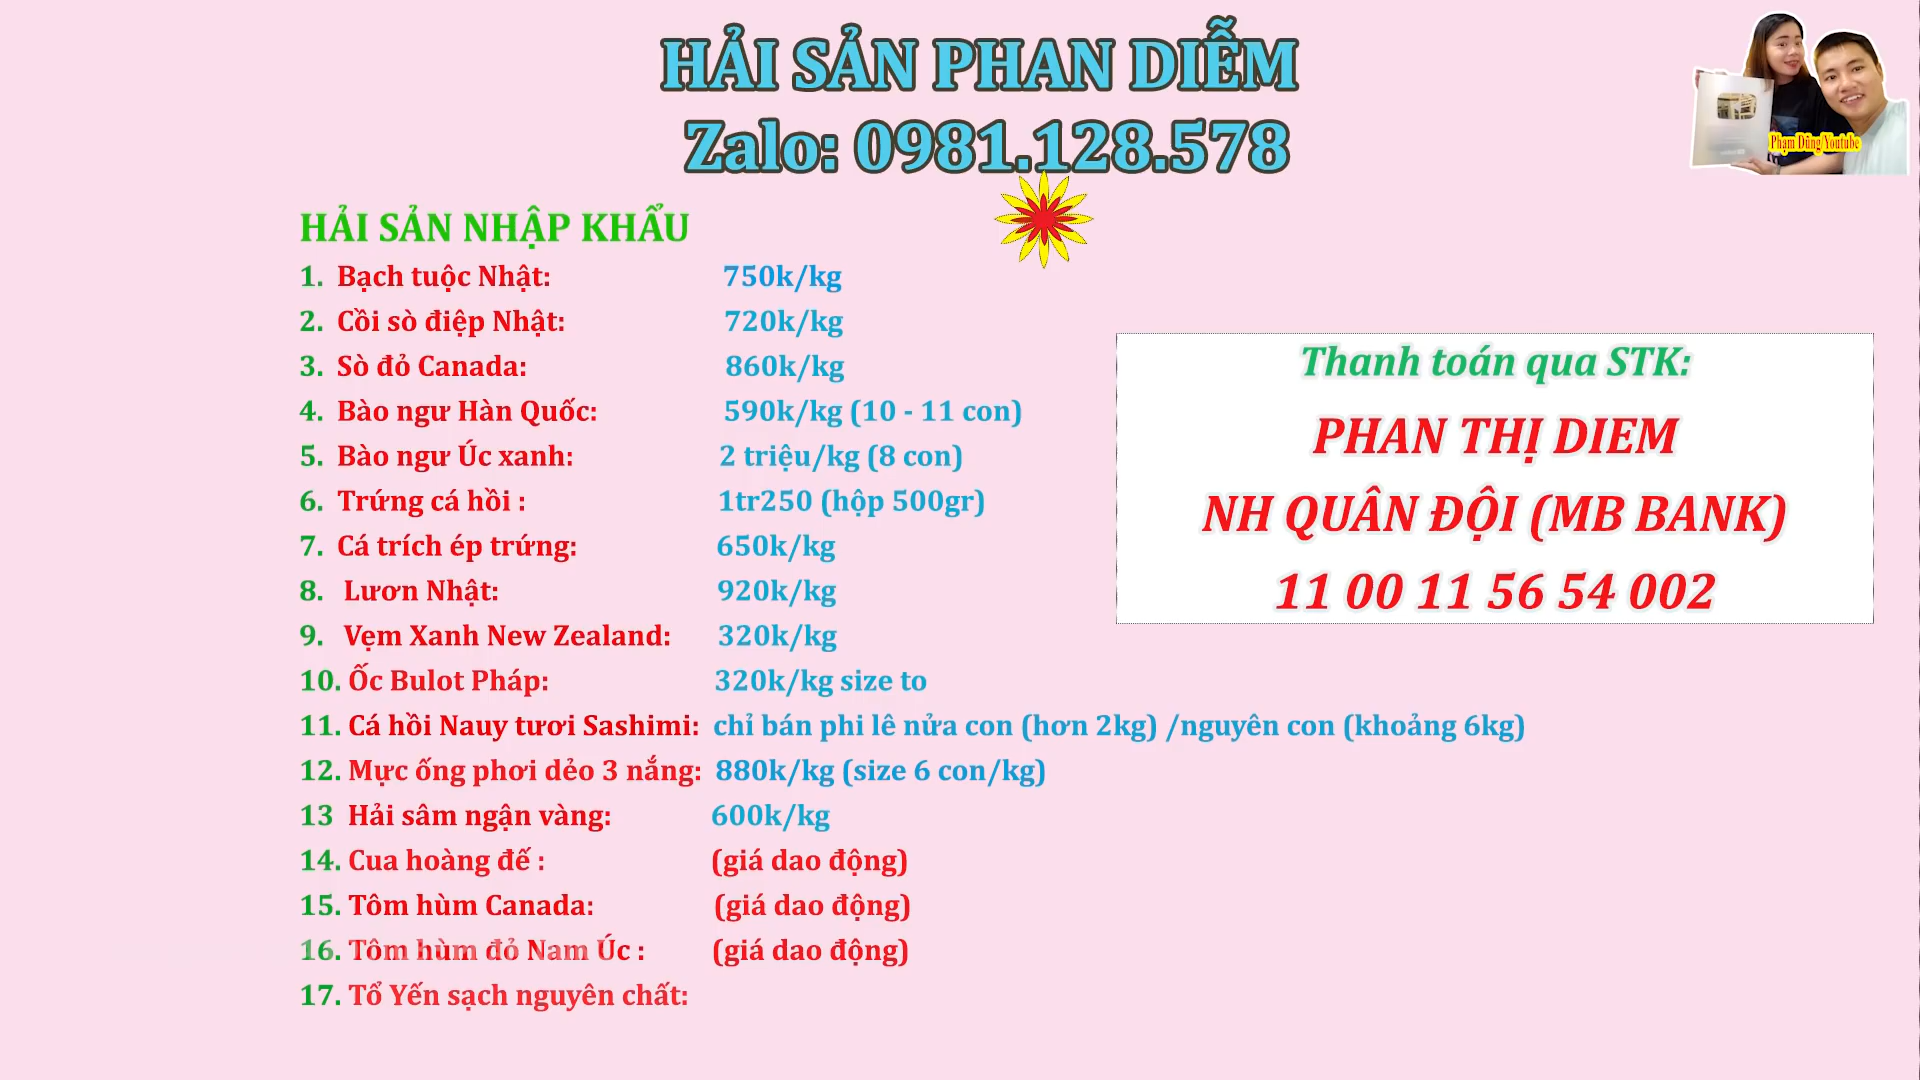 HẢI SẢN PHAN DIỄM
Zalo: 0981.128.578
Phạm Dũng Youtube
HẢI SẢN NHẬP KHẨU
1. Bạch tuộc Nhật: 750k/kg
2. Cồi sò điệp Nhật: 720k/kg
3. Sò đỏ Canada: 860k/kg
4. Bào ngư Hàn Quốc: 590k/kg (10 - 11 con)
5. Bào ngư Úc xanh: 2 triệu/kg (8 con)
6. Trứng cá hồi : 1tr250 (hộp 500gr)
7. Cá trích ép trứng: 650k/kg
8. Lươn Nhật: 920k/kg
9. Vẹm Xanh New Zealand: 320k/kg
10. Ốc Bulot Pháp: 320k/kg size to
11. Cá hồi Nauy tươi Sashimi: chỉ bán phi lê nửa con (hơn 2kg) /nguyên con (khoảng 6kg)
12. Mực ống phơi dẻo 3 nắng: 880k/kg (size 6 con/kg)
13 Hải sâm ngận vàng: 600k/kg
14. Cua hoàng đế : (giá dao động)
15. Tôm hùm Canada: (giá dao động)
16. Tôm hùm đỏ Nam Úc : (giá dao động)
17. Tổ Yến sạch nguyên chất:
Thanh toán qua STK:
PHAN THỊ DIEM
NH QUÂN ĐỘI (MB BANK)
11 00 11 56 54 002